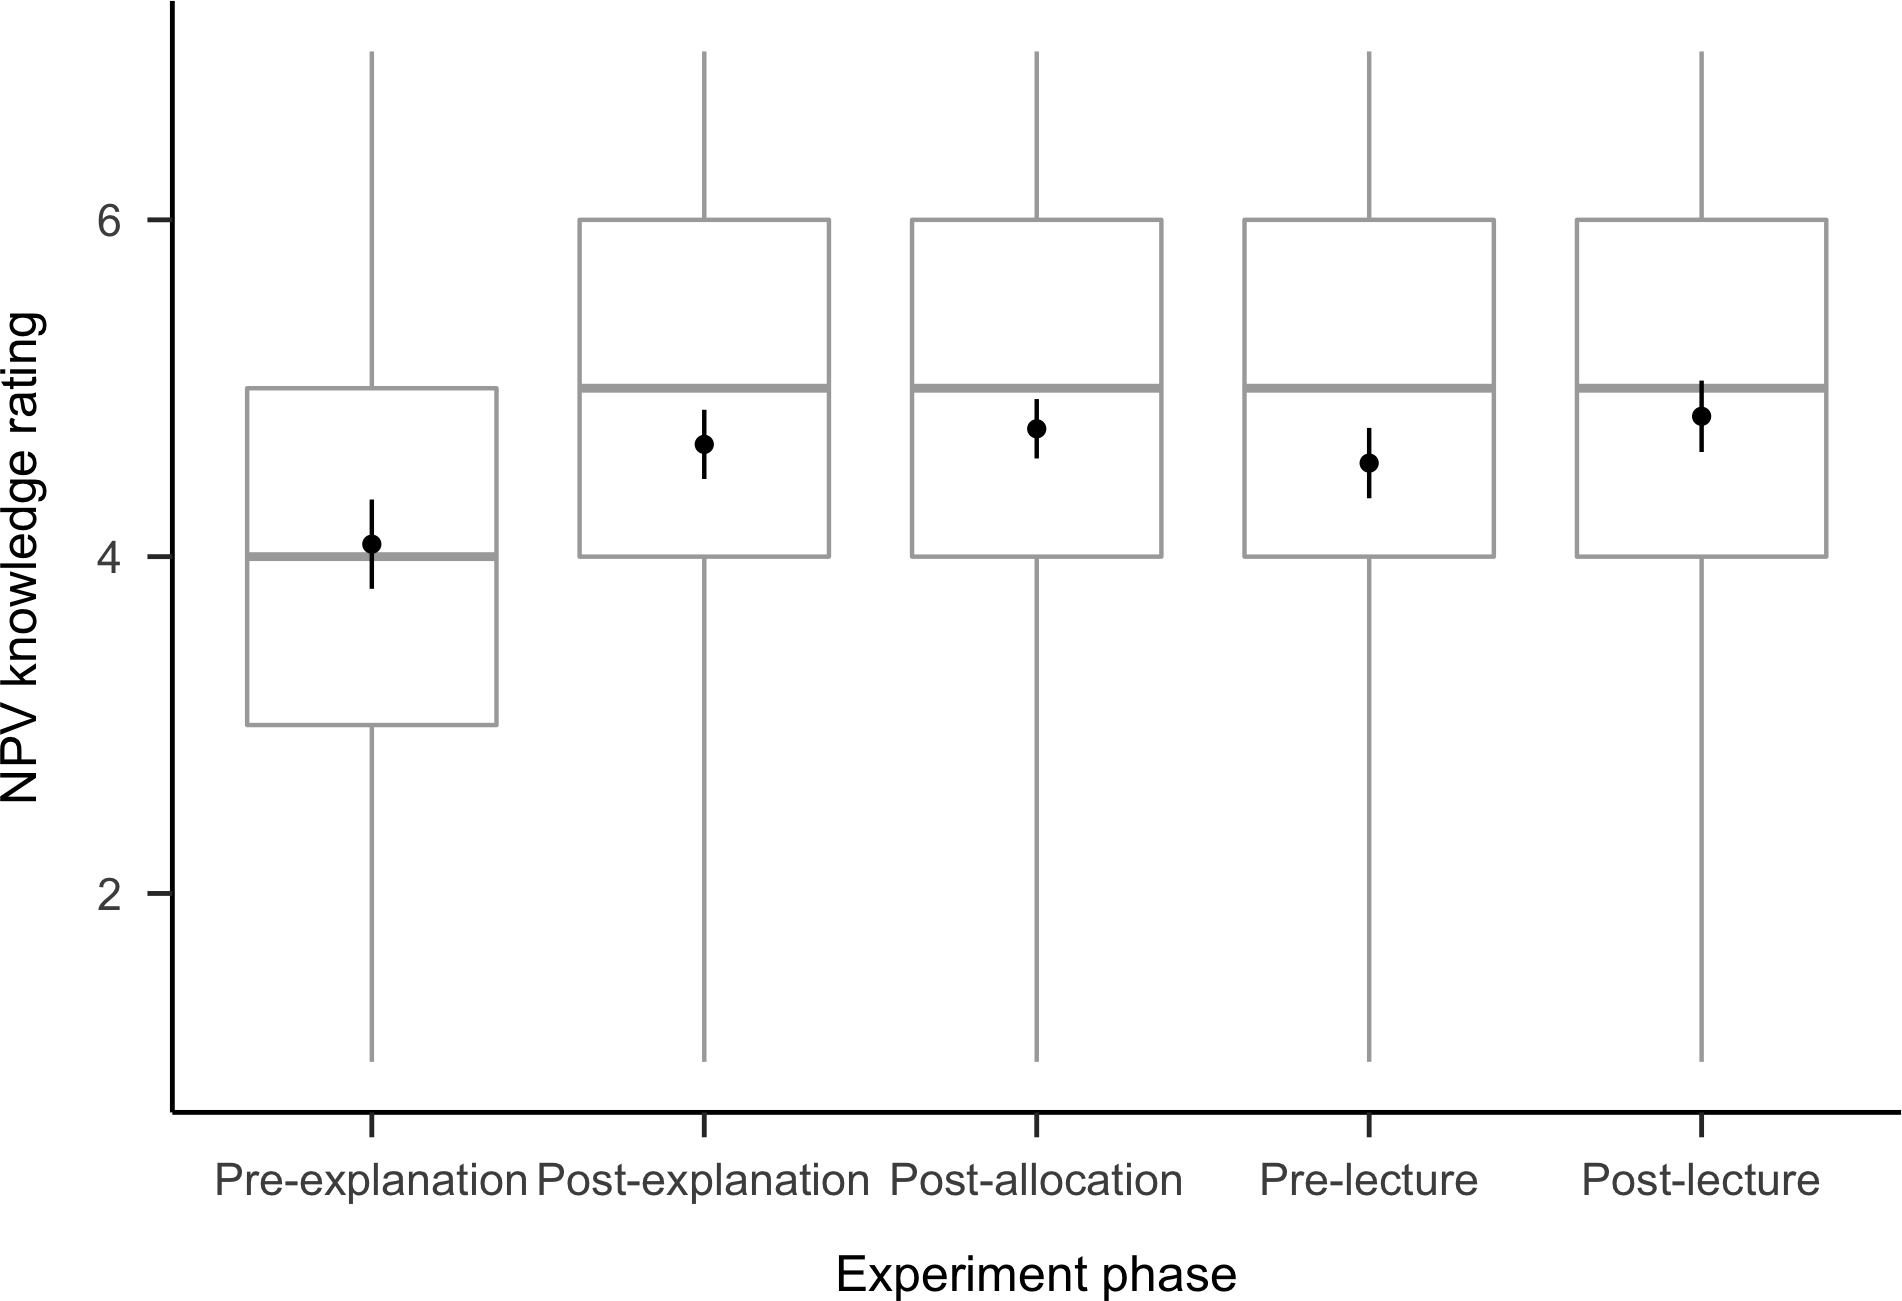 NPV knowledge rating
6
4
2
Pre-explanation Post-explanation Post-allocation Pre-lecture Post-lecture
Experiment phase